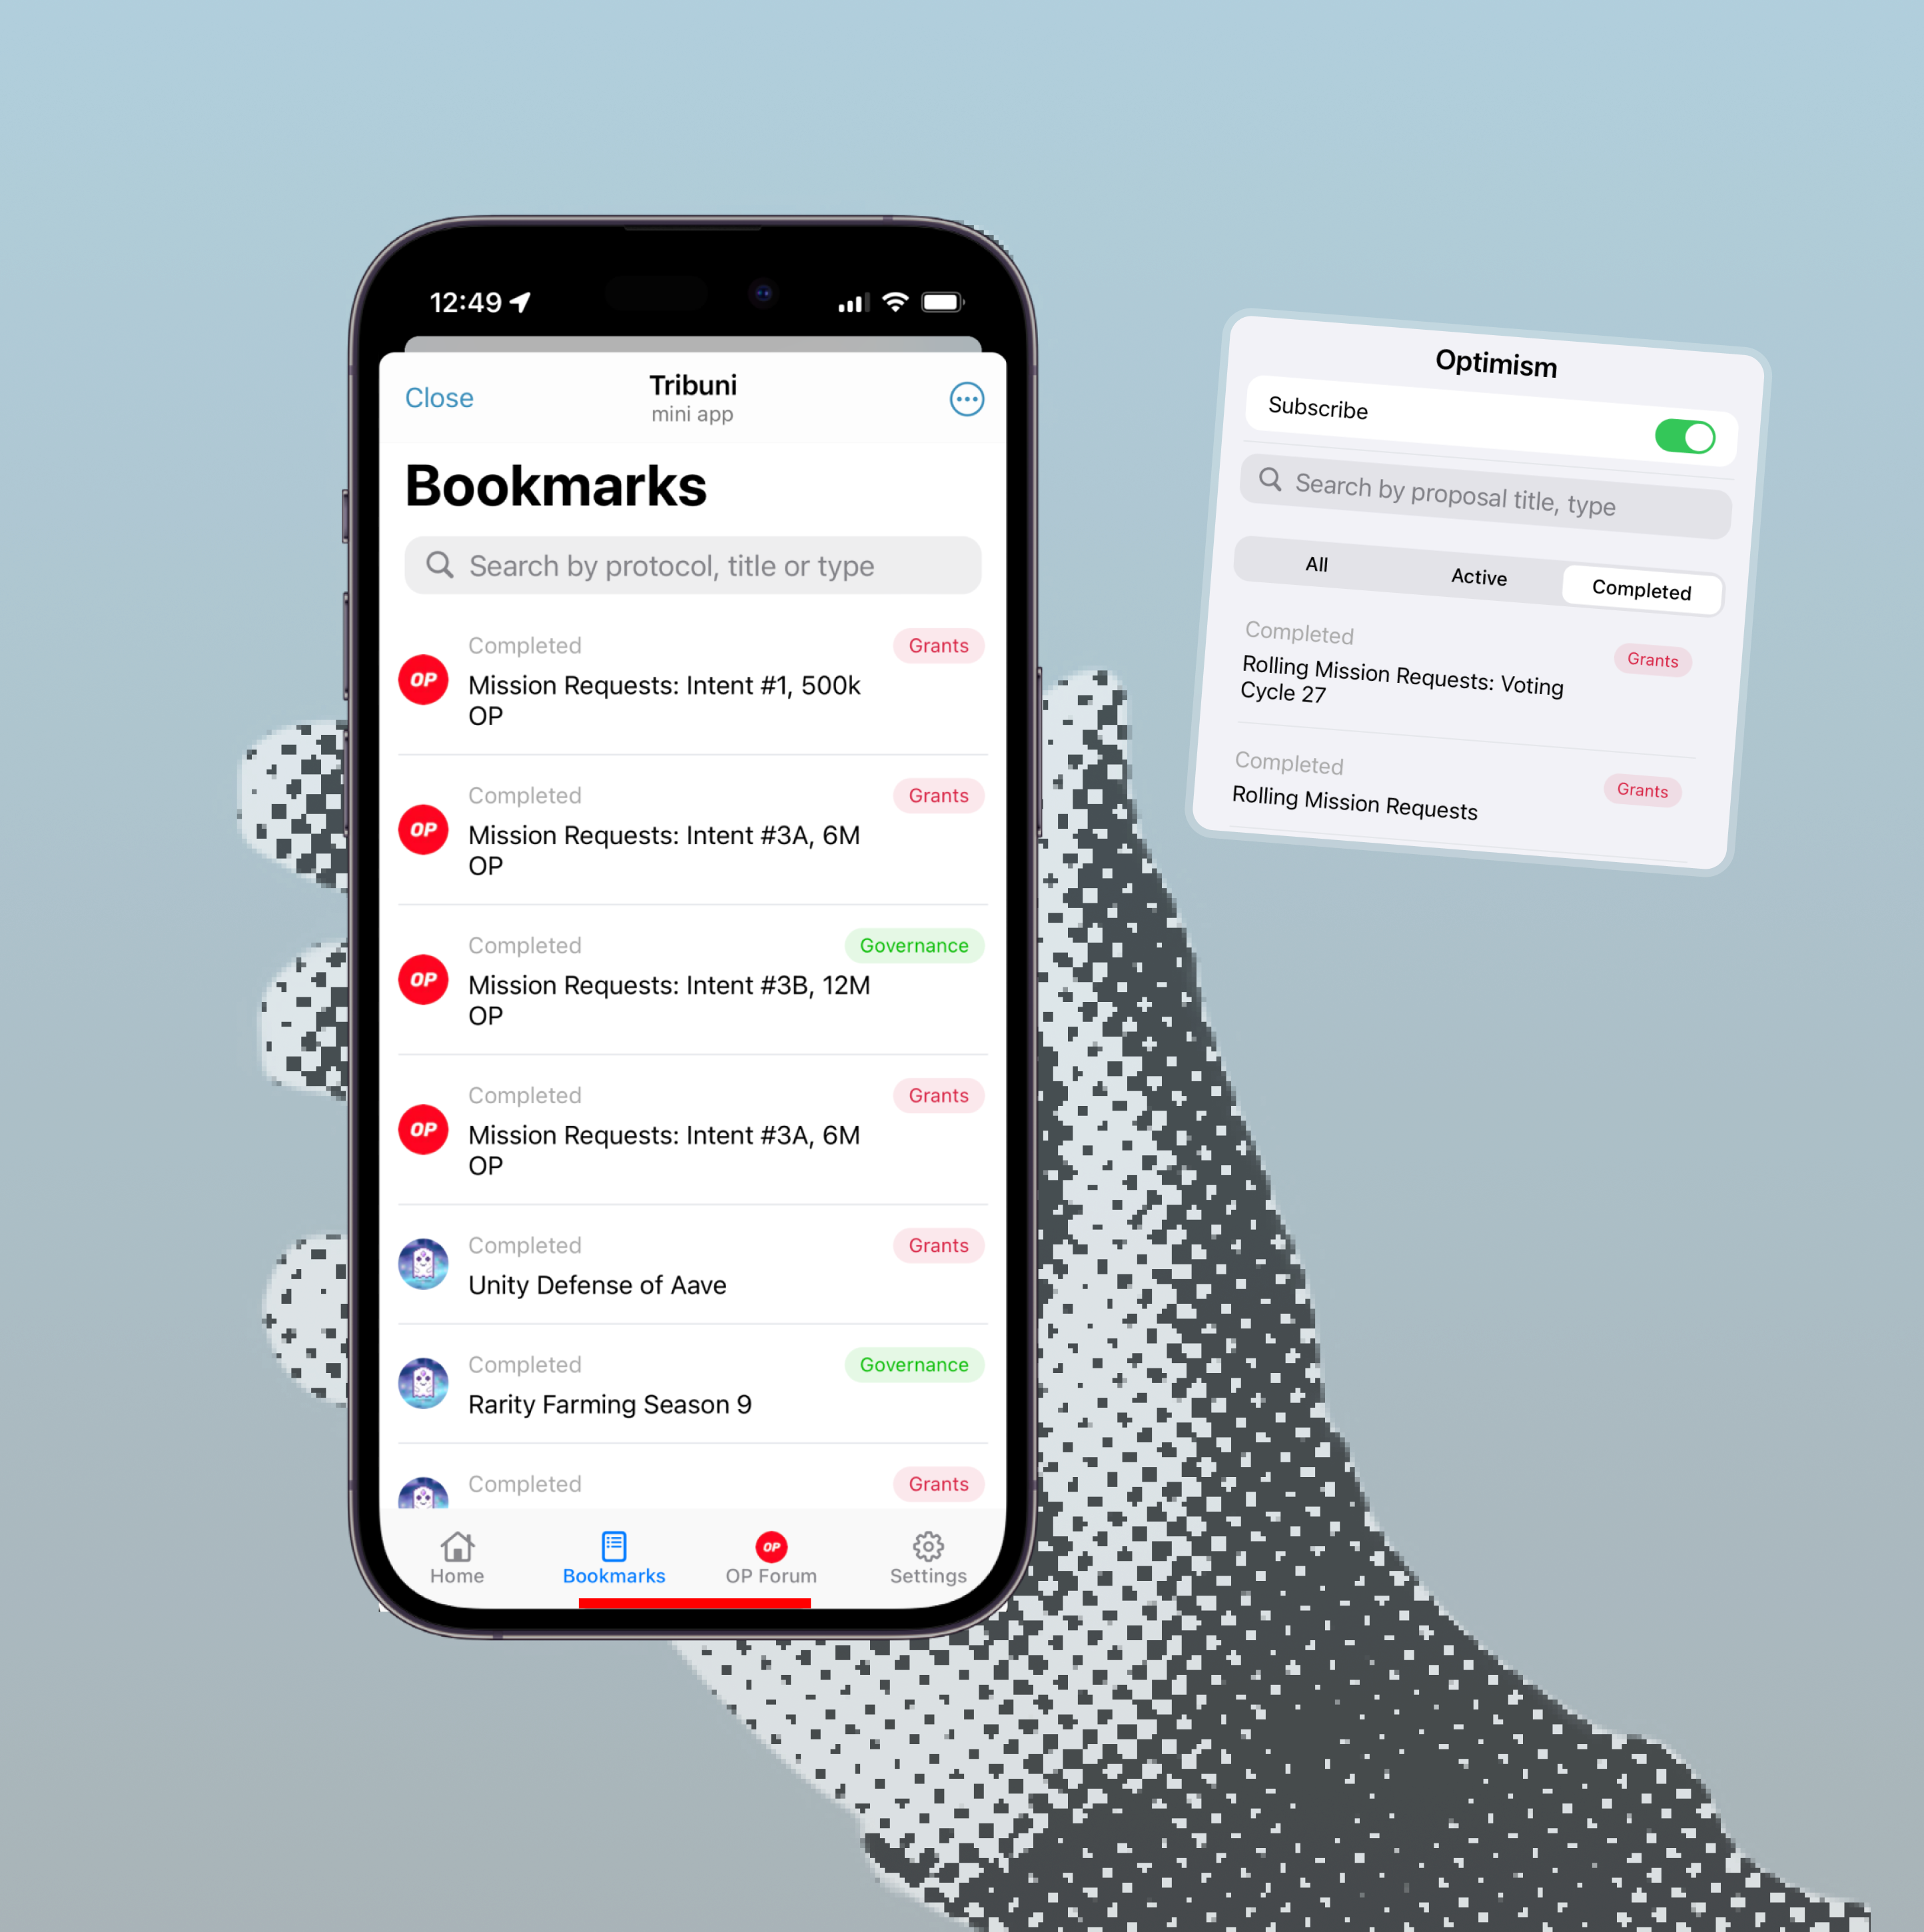 12:49
Close
Tribuni
mini app
Bookmarks
Search by protocol, title or type
Completed
Grants
OP
Mission Requests: Intent #1, 500k
OP
Completed
Grants
OP
Mission Requests: Intent #3A, 6M
OP
Completed
Governance
OP
Mission Requests: Intent #3B, 12M
OP
Completed
Grants
OP
Mission Requests: Intent #3A, 6M
OP
Completed
Grants
Unity Defense of Aave
Completed
Governance
Rarity Farming Season 9
Completed
Grants
Home
Bookmarks
OP
OP Forum
Settings
Optimism
Subscribe
Search by proposal title, type
All
Active
Completed
Completed
Grants
Rolling Mission Requests: Voting
Cycle 27
Completed
Grants
Rolling Mission Requests